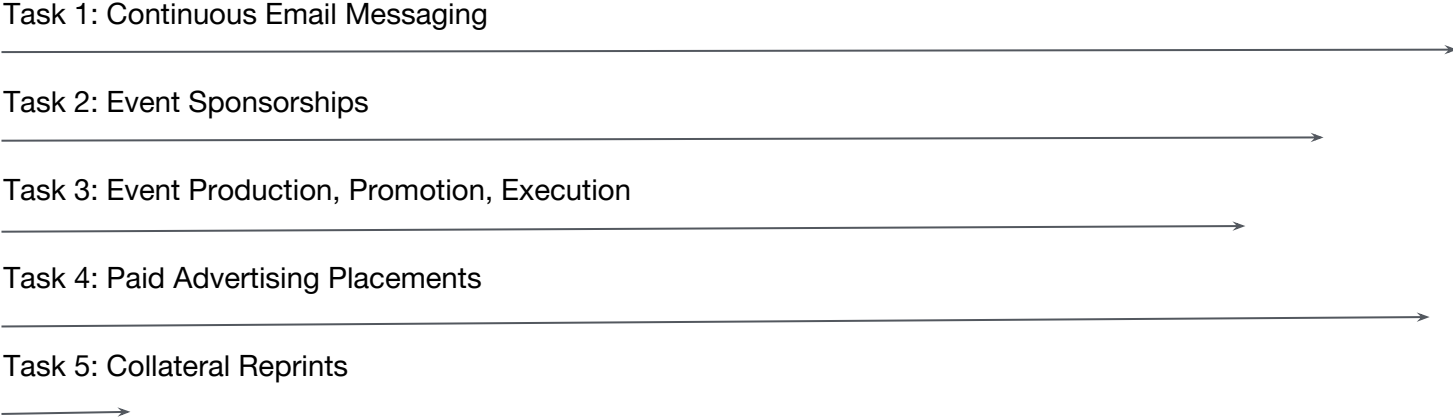 Task 1: Continuous Email Messaging
Task 2: Event Sponsorships
Task 3: Event Production, Promotion, Execution
Task 4: Paid Advertising Placements
Task 5: Collateral Reprints